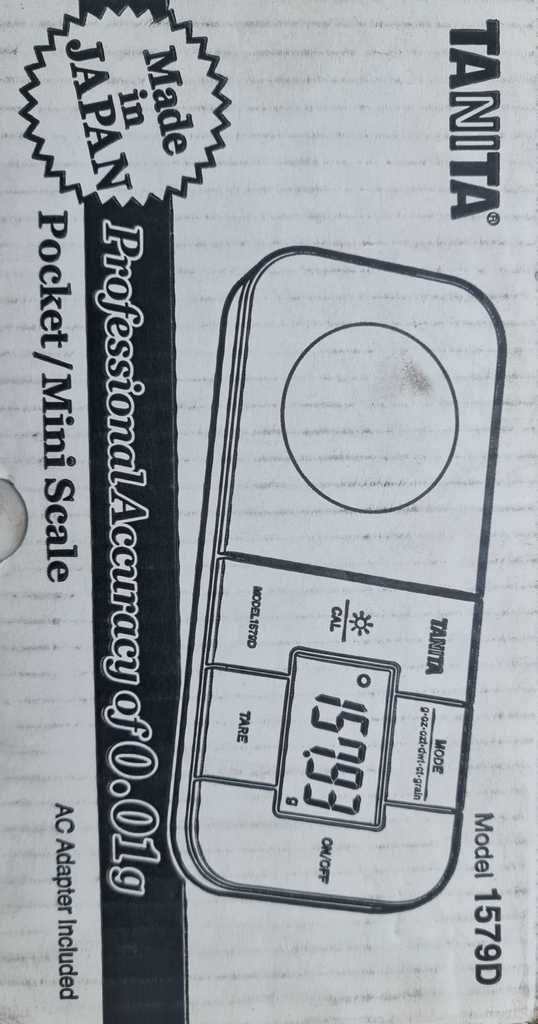 TANITA®
Model 1579D
TANITA
MODE
g-oz-ozt-dwt-ct-grain
CAL
157.93
g
ON/OFF
MODEL1579D
TARE
Made
in
JAPAN
Professional Accuracy of 0.01g
Pocket/Mini Scale
AC Adapter Included